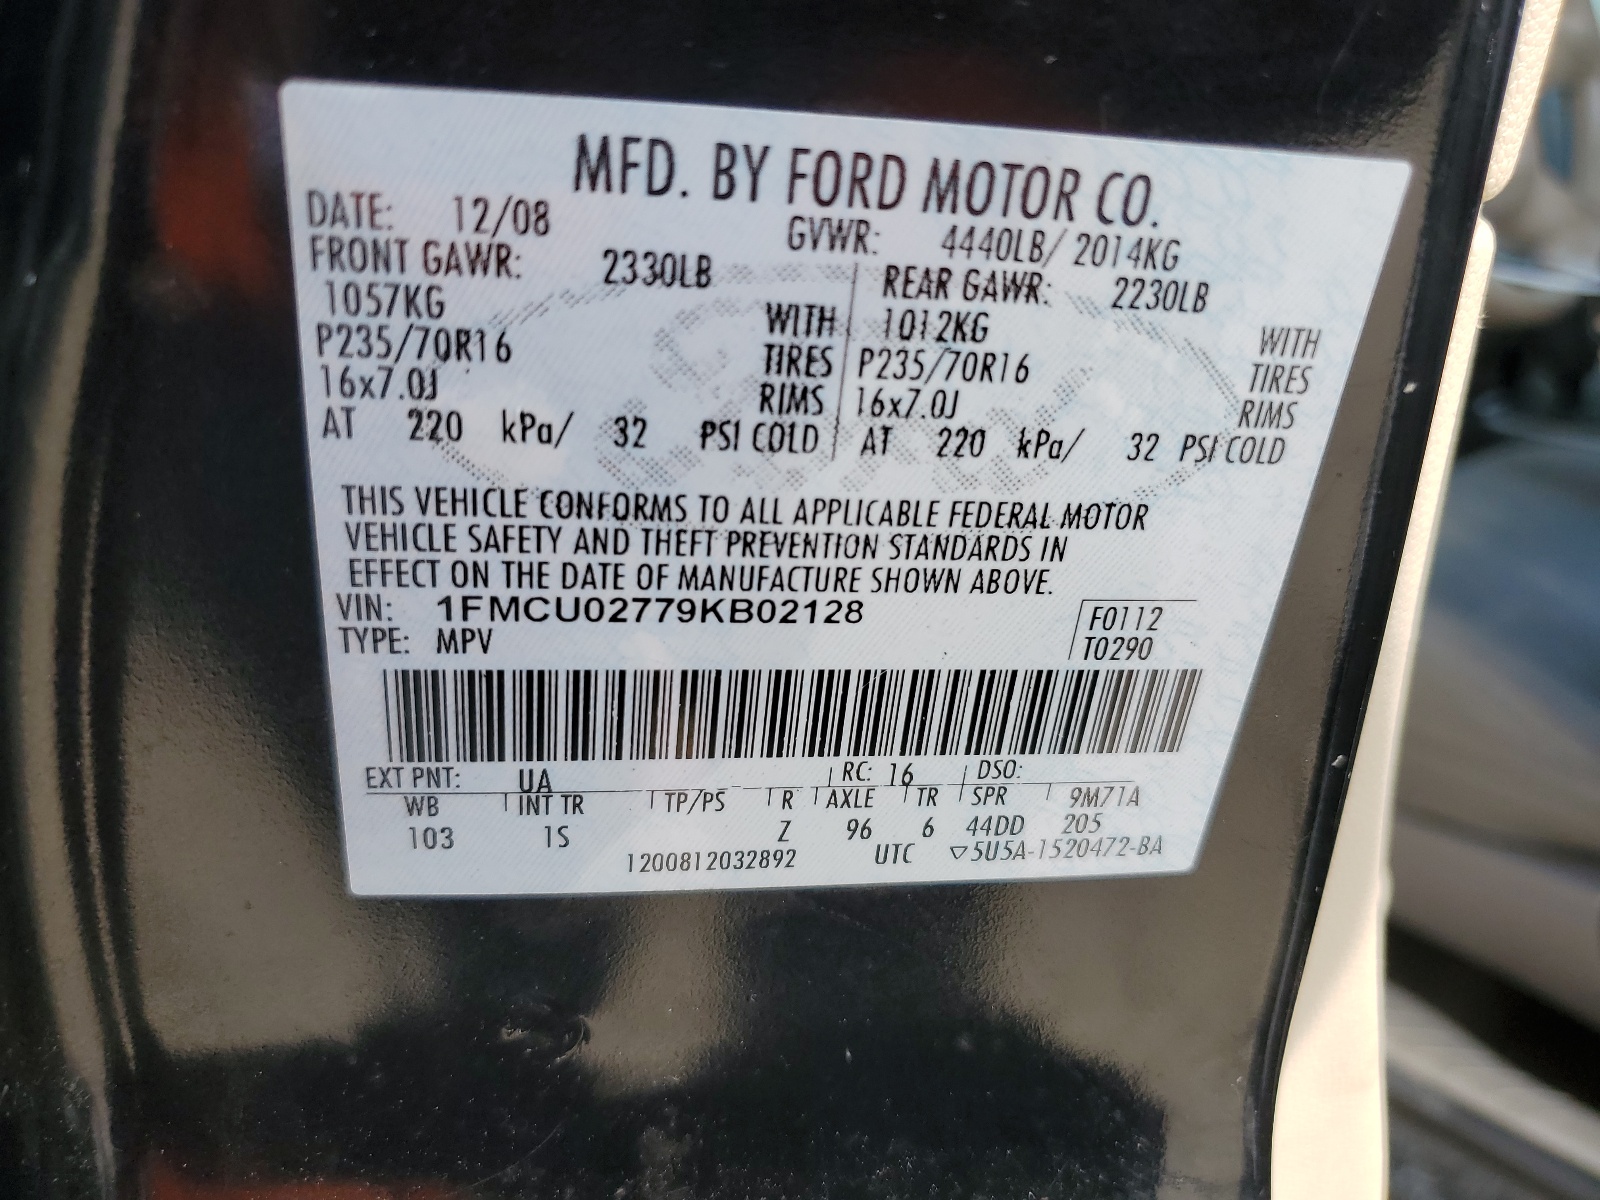 MFD. BY FORD MOTOR CO.
DATE: 12/08 GVWR: 4440LB/ 2014KG
FRONT GAWR: 2330LB REAR GAWR: 2230LB
1057KG WITH 1012KG WITH
P235/70R16 TIRES P235/70R16 TIRES
16x7.0J RIMS 16x7.0J RIMS
AT 220 kPa/ 32 PSI COLD AT 220 kPa/ 32 PSI COLD
THIS VEHICLE CONFORMS TO ALL APPLICABLE FEDERAL MOTOR
VEHICLE SAFETY AND THEFT PREVENTION STANDARDS IN
EFFECT ON THE DATE OF MANUFACTURE SHOWN ABOVE.
VIN: 1FMCU02779KB02128 F0112
TYPE: MPV T0290
EXT PNT: UA RC: 16 DSO:
WB INT TR TP/PS R AXLE TR SPR 9M71A
103 1S Z 96 6 44DD 205
1200812032892 UTC ▽5U5A-1520472-BA